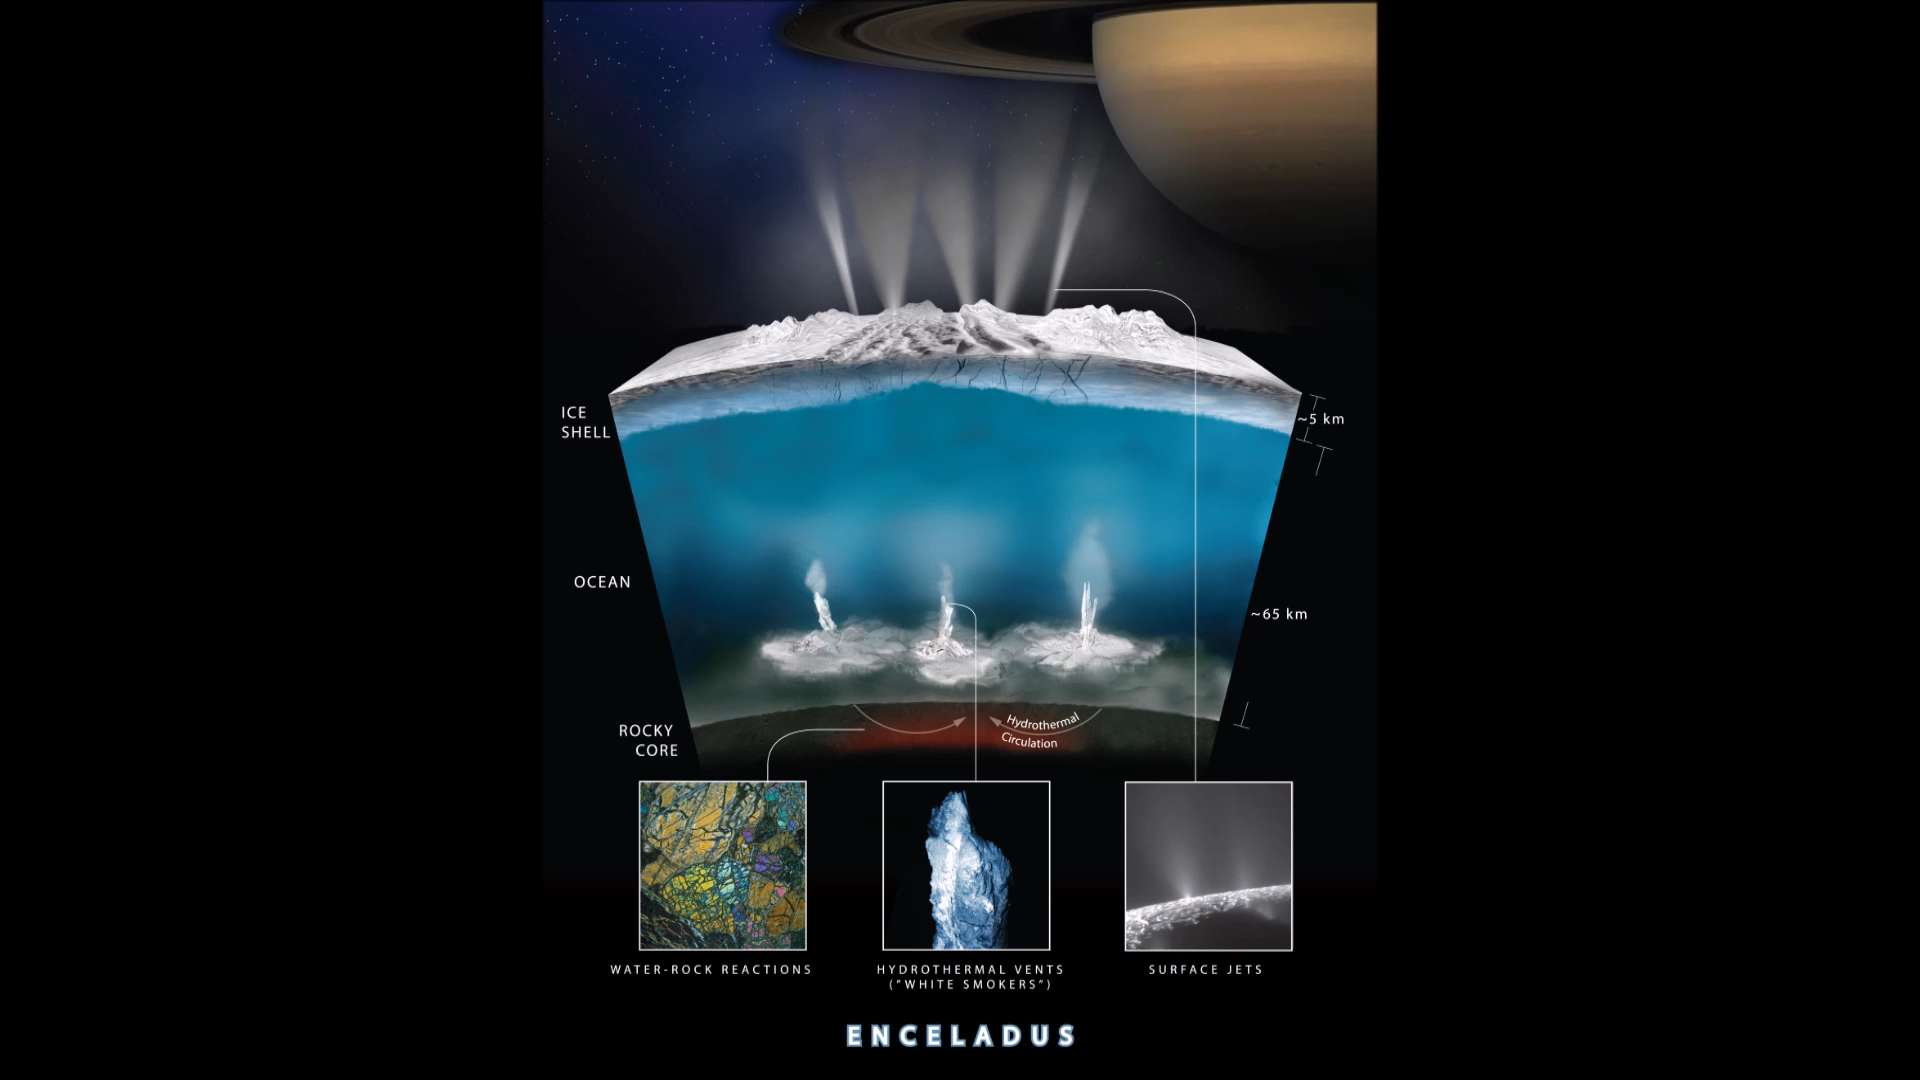 ICE
SHELL
~5 km
OCEAN
~65 km
ROCKY
CORE
Hydrothermal
Circulation
WATER-ROCK REACTIONS
HYDROTHERMAL VENTS
("WHITE SMOKERS")
SURFACE JETS
ENCELADUS